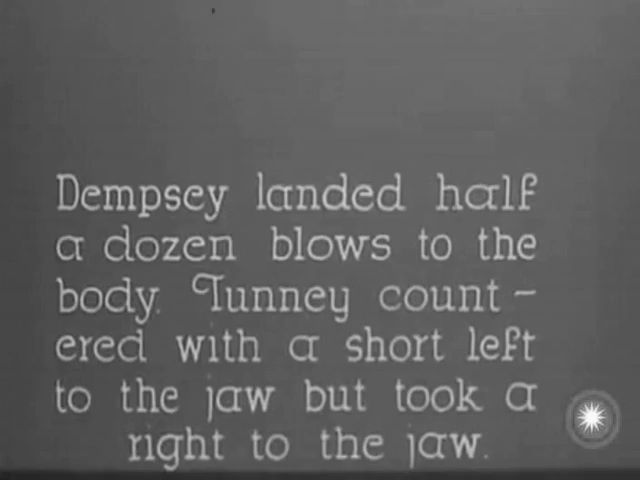 Dempsey landed half
a dozen blows to the
body. Tunney count-
ered with a short left
to the jaw but took a
right to the jaw.